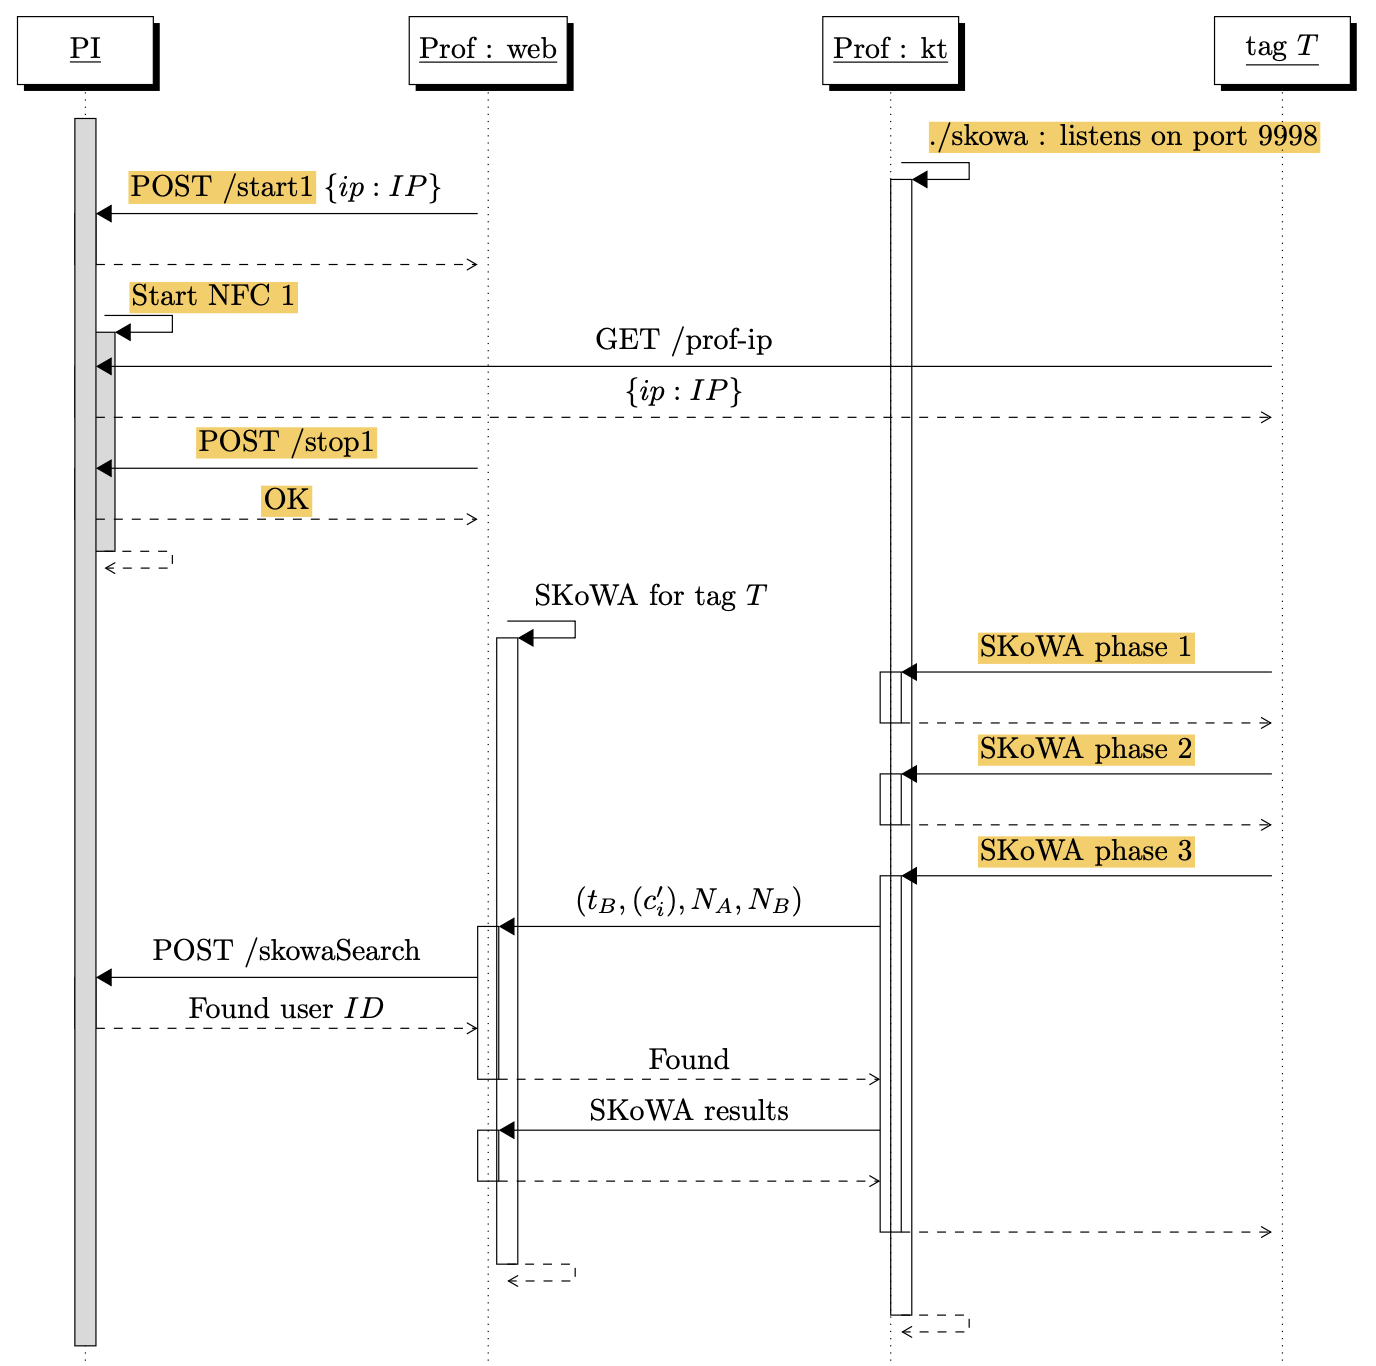 PI
Prof : web
Prof : kt
tag T
./skowa : listens on port 9998
POST /start1 {ip : IP}
Start NFC 1
GET /prof-ip
{ip : IP}
POST /stop1
OK
SKoWA for tag T
SKoWA phase 1
SKoWA phase 2
SKoWA phase 3
(t_B, (c'_i), N_A, N_B)
POST /skowaSearch
Found user ID
Found
SKoWA results